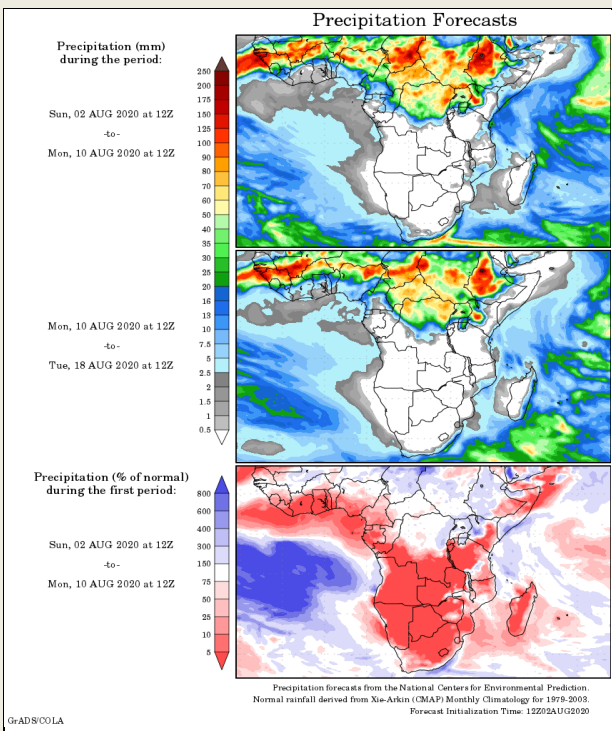 Precipitation Forecasts
Precipitation (mm)
during the period:
Sun, 02 AUG 2020 at 12Z
-to-
Mon, 10 AUG 2020 at 12Z
250
200
175
150
125
100
90
80
70
60
50
40
35
30
25
20
16
13
10
7.5
5
2.5
2
1.5
1
0.5
Mon, 10 AUG 2020 at 12Z
-to-
Tue, 18 AUG 2020 at 12Z
Precipitation (% of normal)
during the first period:
Sun, 02 AUG 2020 at 12Z
-to-
Mon, 10 AUG 2020 at 12Z
800
600
400
300
150
75
50
25
10
5
Precipitation forecasts from the National Centers for Environmental Prediction.
Normal rainfall derived from Xie-Arkin (CMAP) Monthly Climatology for 1979-2003.
Forecast Initialization Time: 12Z02AUG2020
GrADS/COLA